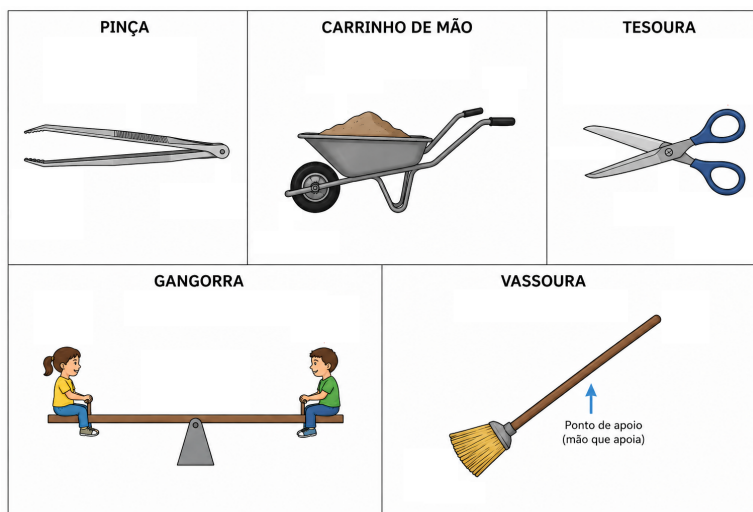 PINÇA
CARRINHO DE MÃO
TESOURA
GANGORRA
VASSOURA
Ponto de apoio
(mão que apoia)